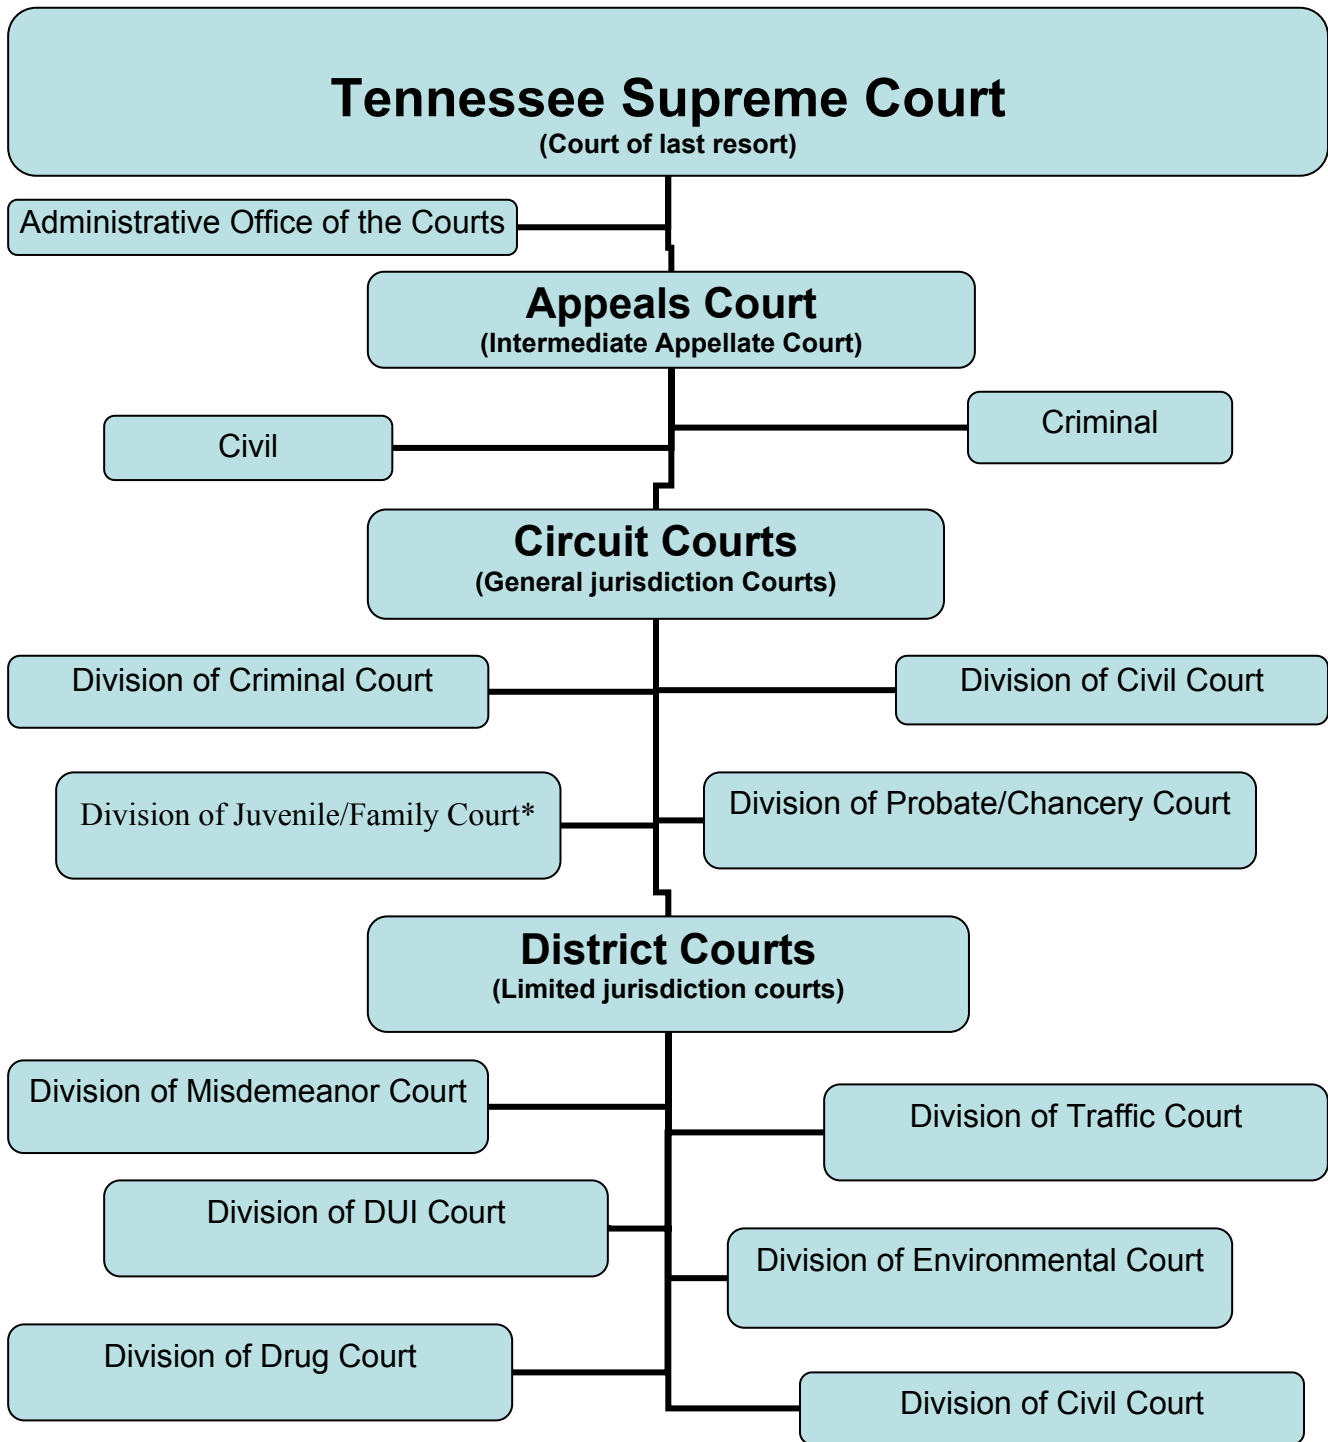 Tennessee Supreme Court
(Court of last resort)
Administrative Office of the Courts
Appeals Court
(Intermediate Appellate Court)
Civil
Criminal
Circuit Courts
(General jurisdiction Courts)
Division of Criminal Court
Division of Civil Court
Division of Juvenile/Family Court*
Division of Probate/Chancery Court
District Courts
(Limited jurisdiction courts)
Division of Misdemeanor Court
Division of Traffic Court
Division of DUI Court
Division of Environmental Court
Division of Drug Court
Division of Civil Court